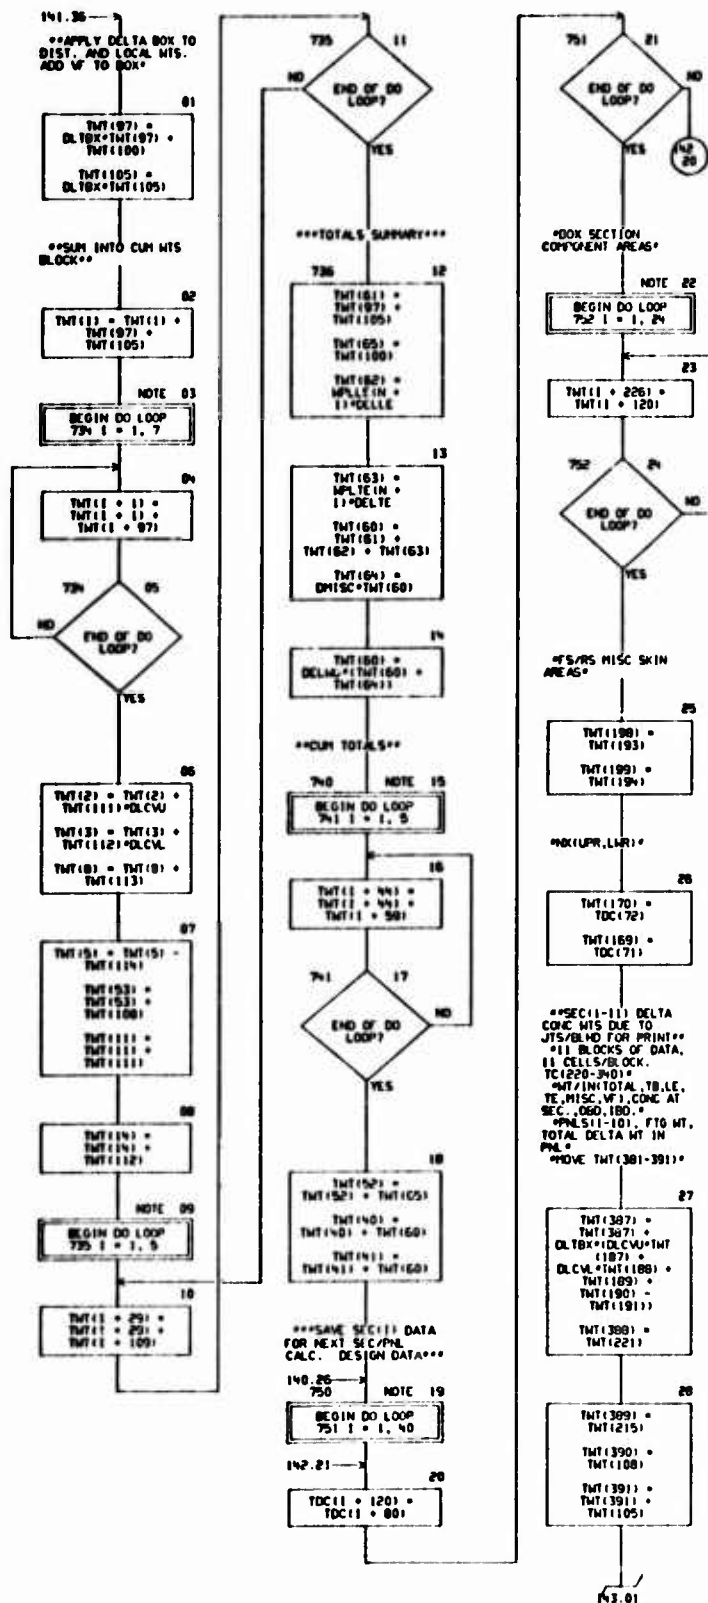 141.36
**APPLY DELTA BOX TO
DIST. AND LOCAL WTS.
ADD VF TO BOX*
01
TWT(97) =
DLTBX*TWT(97) +
TWT(100)
TWT(105) =
DLTBX*TWT(105)
**SUM INTO CUM WTS
BLOCK**
02
TWT(1) = TWT(1) +
TWT(97) +
TWT(105)
NOTE 03
BEGIN DO LOOP
734 I = 1, 7
04
TWT(I + 1) =
TWT(I + 1) +
TWT(I + 97)
734 05
END OF DO
LOOP?
NO
YES
06
TWT(2) = TWT(2) +
TWT(111)*DLCVU
TWT(3) = TWT(3) +
TWT(112)*DLCVL
TWT(8) = TWT(8) +
TWT(113)
07
TWT(5) = TWT(5) -
TWT(114)
TWT(53) =
TWT(53) +
TWT(108)
TWT(11) =
TWT(11) +
TWT(111)
08
TWT(14) =
TWT(14) +
TWT(112)
NOTE 09
BEGIN DO LOOP
735 I = 1, 5
10
TWT(I + 29) =
TWT(I + 29) +
TWT(I + 109)
735 11
NO
END OF DO
LOOP?
YES
***TOTALS SUMMARY***
736 12
TWT(61) =
TWT(97) +
TWT(105)
TWT(65) =
TWT(100)
TWT(62) =
WPLLE(N +
1)*DELLE
13
TWT(63) =
WPLTE(N +
1)*DELTE
TWT(60) =
TWT(61) +
TWT(62) + TWT(63)
TWT(64) =
DMISC*TWT(60)
14
TWT(60) =
DELWL*(TWT(60) +
TWT(64))
**CUM TOTALS**
740 NOTE 15
BEGIN DO LOOP
741 I = 1, 5
16
TWT(I + 44) =
TWT(I + 44) +
TWT(I + 59)
741 17
END OF DO
LOOP?
NO
YES
18
TWT(52) =
TWT(52) + TWT(65)
TWT(40) =
TWT(40) + TWT(60)
TWT(41) =
TWT(41) + TWT(60)
***SAVE SEC(I) DATA
FOR NEXT SEC/PNL
CALC. DESIGN DATA***
140.26
750 NOTE 19
BEGIN DO LOOP
751 I = 1, 40
142.21
20
TDC(I + 120) =
TDC(I + 80)
751 21
END OF DO
LOOP?
NO
142
20
YES
*BOX SECTION
COMPONENT AREAS*
NOTE 22
BEGIN DO LOOP
752 I = 1, 24
23
TWT(I + 226) =
TWT(I + 120)
752 24
END OF DO
LOOP?
NO
YES
*FS/RS MISC SKIN
AREAS*
25
TWT(198) =
TWT(193)
TWT(199) =
TWT(194)
*NX(UPR,LWR)*
26
TWT(170) =
TDC(72)
TWT(169) =
TDC(71)
**SEC(1-11) DELTA
CONC WTS DUE TO
JTS/BLHD FOR PRINT**
*11 BLOCKS OF DATA,
11 CELLS/BLOCK.
TC(220-340)*
*WT/IN(TOTAL,TB,LE,
TE,MISC,VF),CONC AT
SEC.,OBD,IBD.*
*PNLS(1-10), FTG WT,
TOTAL DELTA WT IN
PNL*
*MOVE TWT(381-391)*
27
TWT(387) =
TWT(387) +
DLTBX*(DLCVU*TWT
(187) +
DLCVL*TWT(188) +
TWT(189) +
TWT(190) -
TWT(191))
TWT(388) =
TWT(221)
28
TWT(389) =
TWT(215)
TWT(390) =
TWT(108)
TWT(391) =
TWT(391) +
TWT(105)
143.01